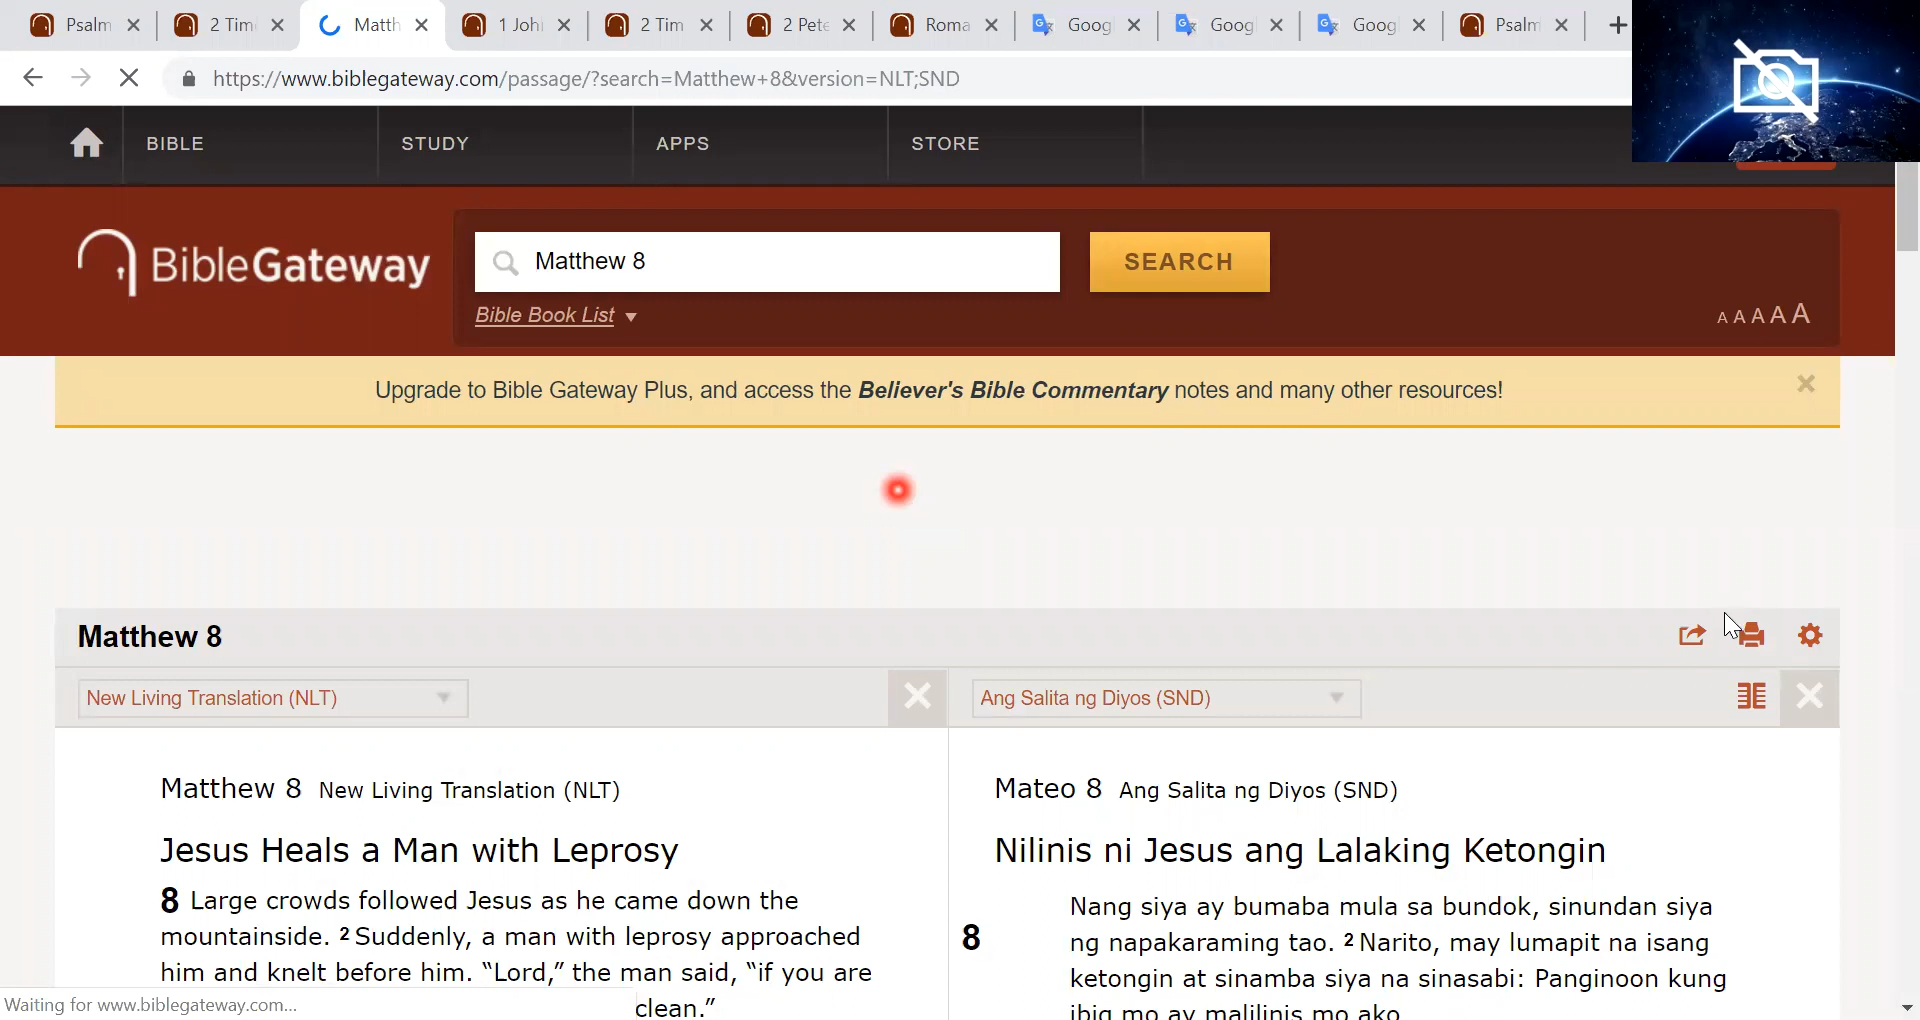 Psalm
2 Tim
Matth
1 Joh
2 Tim
2 Pete
Roma
Goog
Googl
Goog
Psalm
https://www.biblegateway.com/passage/?search=Matthew+8&version=NLT;SND
BIBLE
STUDY
APPS
STORE
BibleGateway
Matthew 8
SEARCH
Bible Book List
A A A A A
Upgrade to Bible Gateway Plus, and access the Believer's Bible Commentary notes and many other resources!
Matthew 8
New Living Translation (NLT)
Ang Salita ng Diyos (SND)
Matthew 8 New Living Translation (NLT)
Jesus Heals a Man with Leprosy
8 Large crowds followed Jesus as he came down the
mountainside. 2 Suddenly, a man with leprosy approached
him and knelt before him. “Lord,” the man said, “if you are
clean.”
Mateo 8 Ang Salita ng Diyos (SND)
Nilinis ni Jesus ang Lalaking Ketongin
8
Nang siya ay bumaba mula sa bundok, sinundan siya
ng napakaraming tao. 2 Narito, may lumapit na isang
ketongin at sinamba siya na sinasabi: Panginoon kung
ibig mo ay malilinis mo ako.
Waiting for www.biblegateway.com...